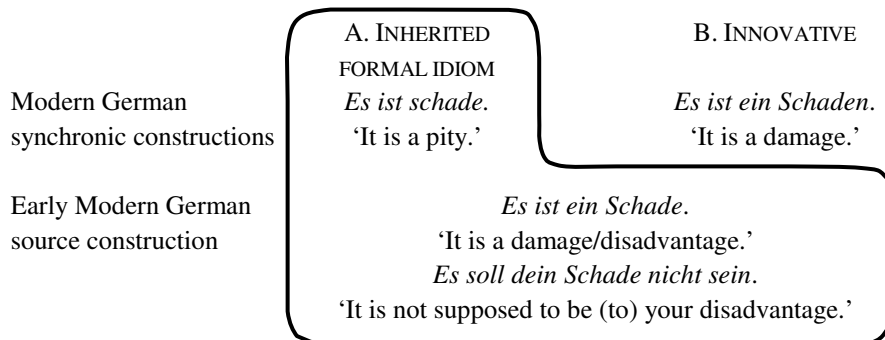 A. INHERITED B. INNOVATIVE
FORMAL IDIOM
Modern German Es ist schade. Es ist ein Schaden.
synchronic constructions ‘It is a pity.’ ‘It is a damage.’
Early Modern German Es ist ein Schade.
source construction ‘It is a damage/disadvantage.’
Es soll dein Schade nicht sein.
‘It is not supposed to be (to) your disadvantage.’